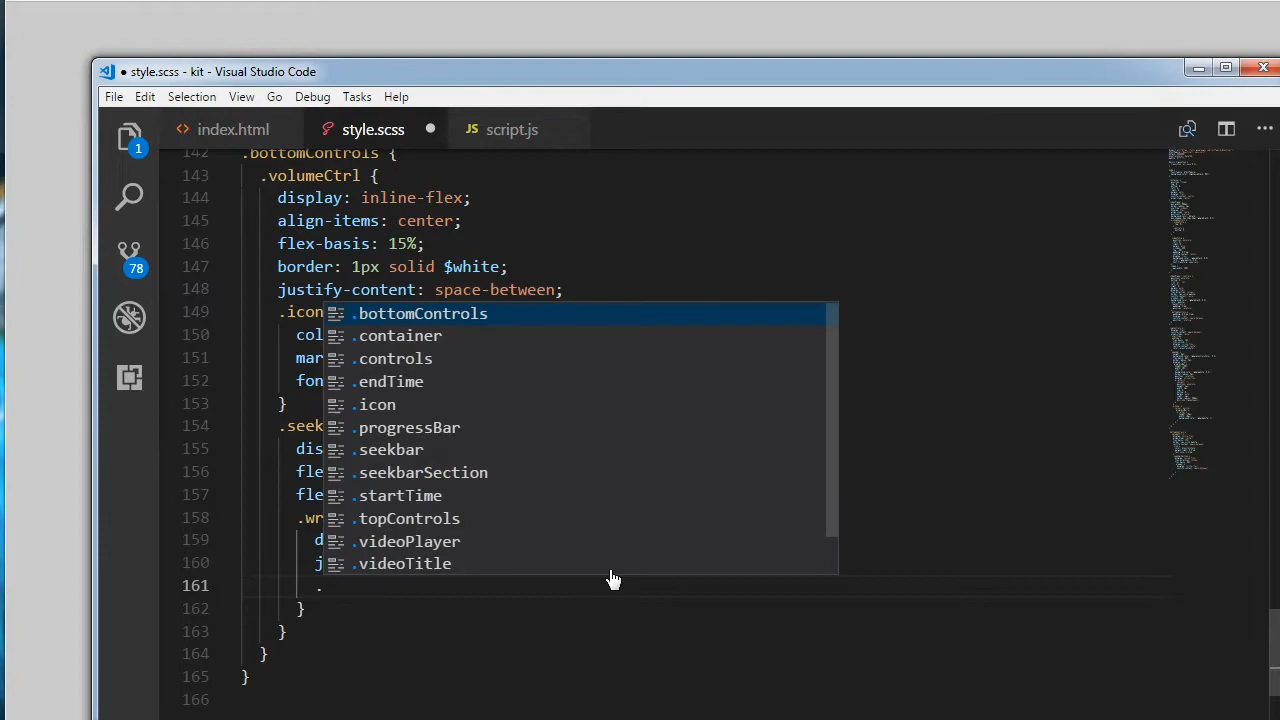 ● style.scss - kit - Visual Studio Code
File Edit Selection View Go Debug Tasks Help
index.html style.scss ● JS script.js
142 .bottomControls {
143 .volumeCtrl {
144 display: inline-flex;
145 align-items: center;
146 flex-basis: 15%;
147 border: 1px solid $white;
148 justify-content: space-between;
149 .icon
150 col
151 mar
152 fon
153 }
154 .seek
155 dis
156 fle
157 fle
158 .wr
159 d
160 j
161 .
162 }
163 }
164 }
165 }
166
.bottomControls
.container
.controls
.endTime
.icon
.progressBar
.seekbar
.seekbarSection
.startTime
.topControls
.videoPlayer
.videoTitle
1
78